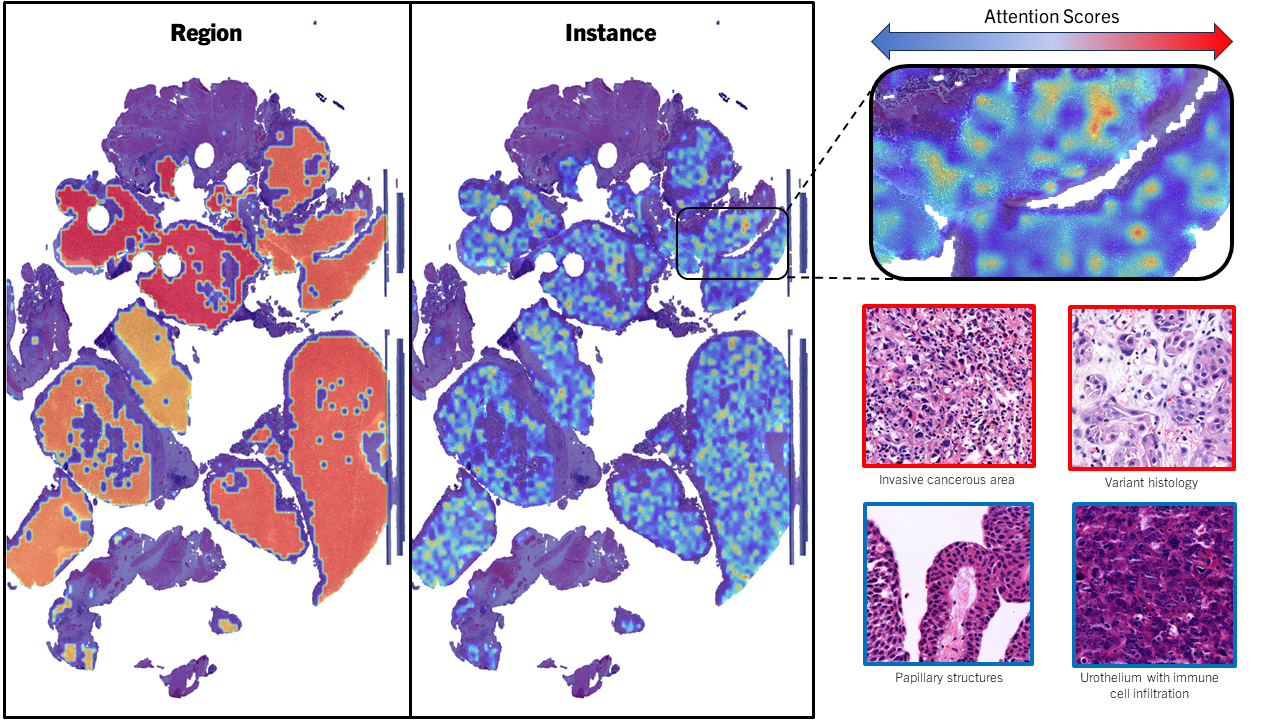 Region
Instance
Attention Scores
Invasive cancerous area
Variant histology
Papillary structures
Urothelium with immune
cell infiltration